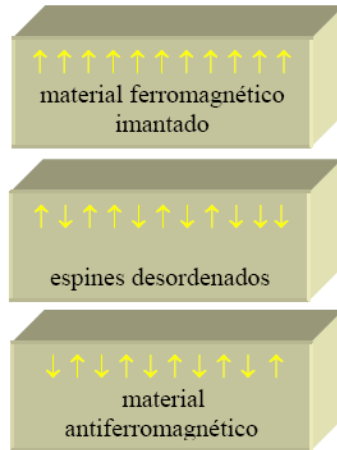 material ferromagnético
imantado
espines desordenados
material
antiferromagnético